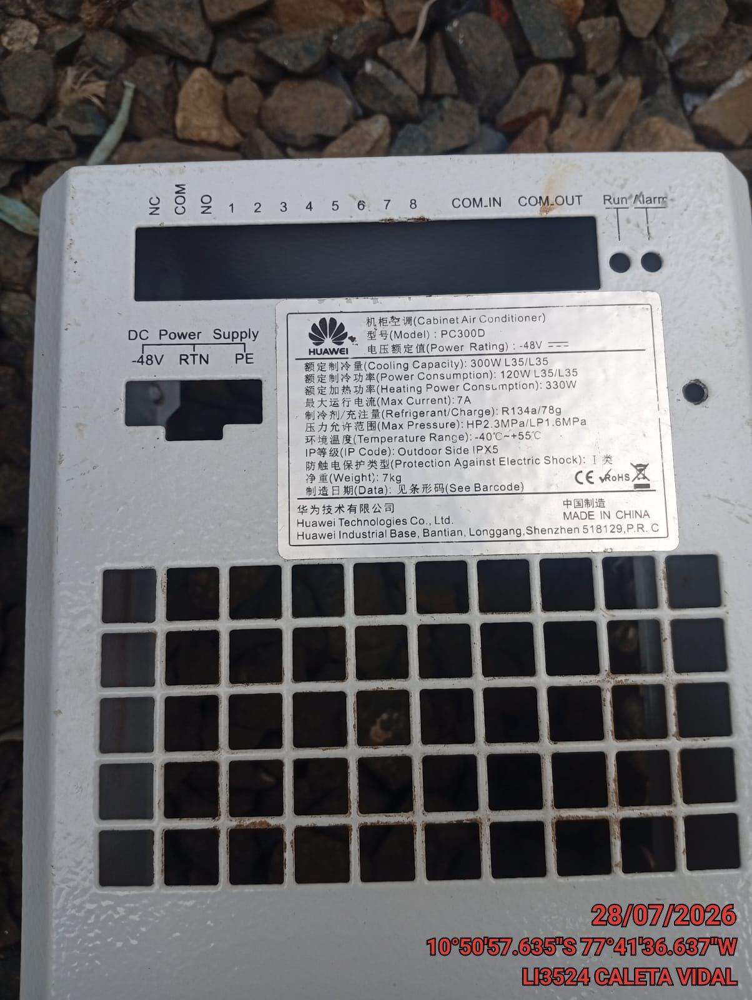 NC COM NO 1 2 3 4 5 6 7 8 COM_IN COM_OUT Run Alarm
DC Power Supply
-48V RTN PE
HUAWEI
机柜空调(Cabinet Air Conditioner)
型号(Model) : PC300D
电压额定值(Power Rating) : -48V
额定制冷量(Cooling Capacity): 300W L35/L35
额定制冷功率(Power Consumption): 120W L35/L35
额定加热功率(Heating Power Consumption): 330W
最大运行电流(Max Current): 7A
制冷剂/充注量(Refrigerant/Charge): R134a/78g
压力允许范围(Max Pressure): HP2.3MPa/LP1.6MPa
环境温度(Temperature Range): -40℃~+55℃
IP等级(IP Code): Outdoor Side IPX5
防触电保护类型(Protection Against Electric Shock): I 类
净重(Weight): 7kg
制造日期(Data): 见条形码(See Barcode)
CE RoHS
华为技术有限公司
Huawei Technologies Co., Ltd.
Huawei Industrial Base, Bantian, Longgang,Shenzhen 518129,P.R. C
中国制造
MADE IN CHINA
28/07/2026
10°50'57.635"S 77°41'36.637"W
LI3524 CALETA VIDAL